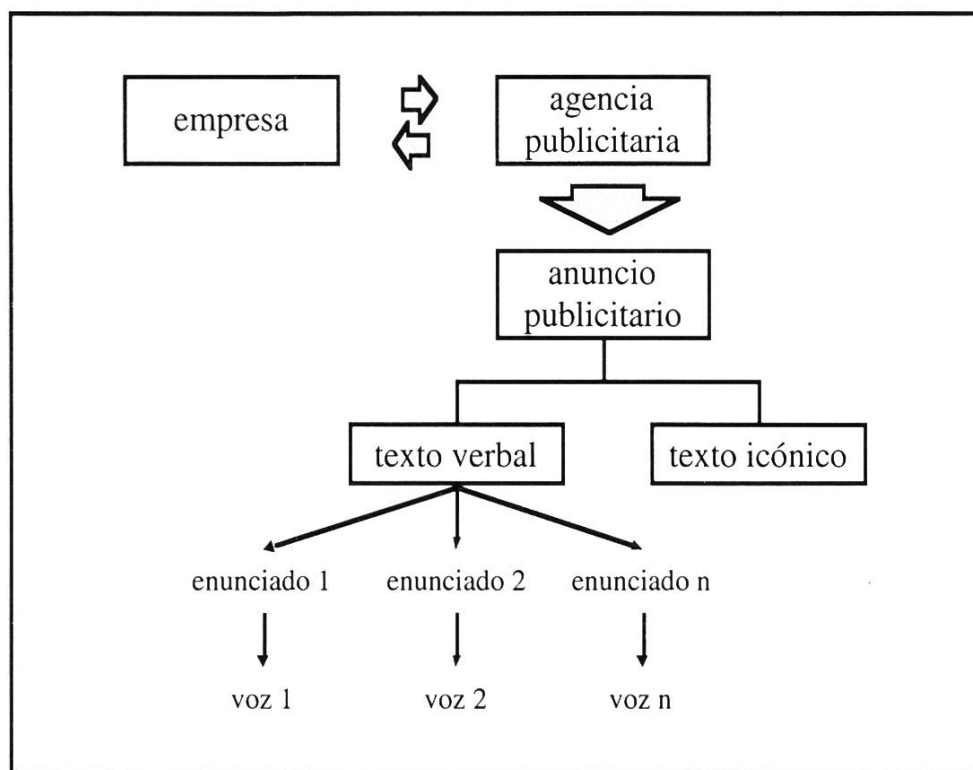 empresa
agencia
publicitaria
anuncio
publicitario
texto verbal
texto icónico
enunciado 1
enunciado 2
enunciado n
voz 1
voz 2
voz n